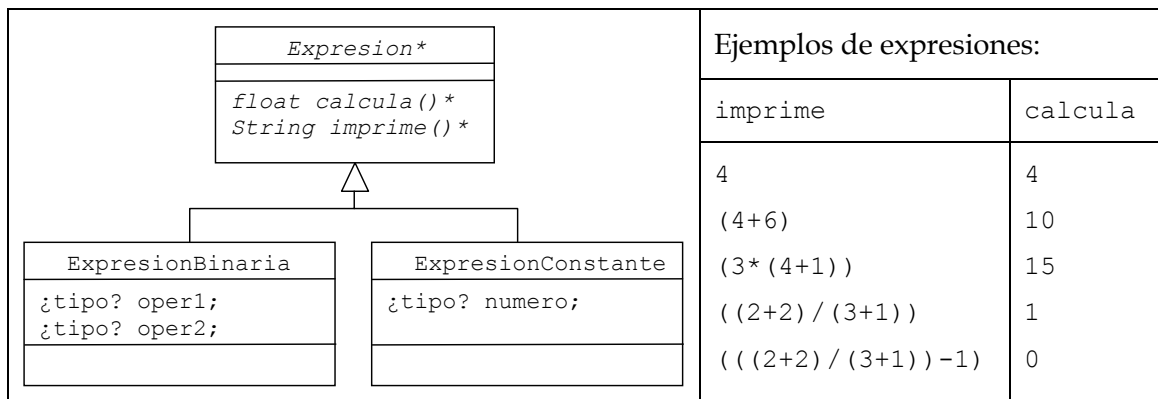 Expresion*
float calcula()*
String imprime()*
ExpresionBinaria
¿tipo? oper1;
¿tipo? oper2;
ExpresionConstante
¿tipo? numero;
Ejemplos de expresiones:
imprime calcula
4 4
(4+6) 10
(3*(4+1)) 15
((2+2)/(3+1)) 1
(((2+2)/(3+1))-1) 0